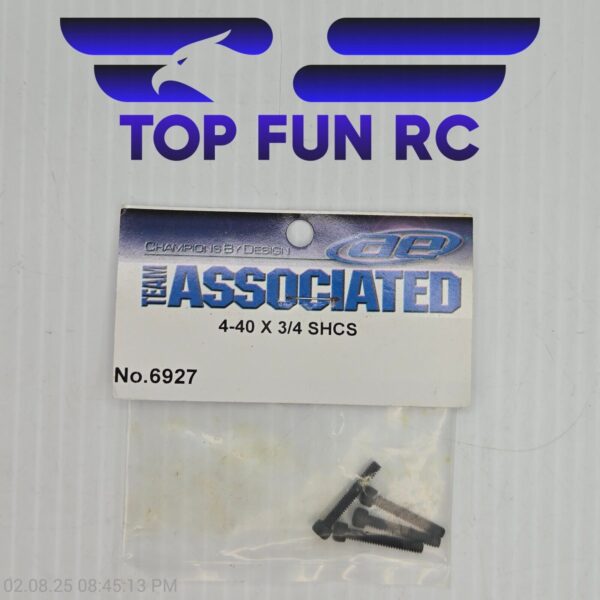 TOP FUN RC
CHAMPIONS BY DESIGN
ae
TEAM ASSOCIATED
4-40 X 3/4 SHCS
No.6927
02.08.25 08:45:13 PM